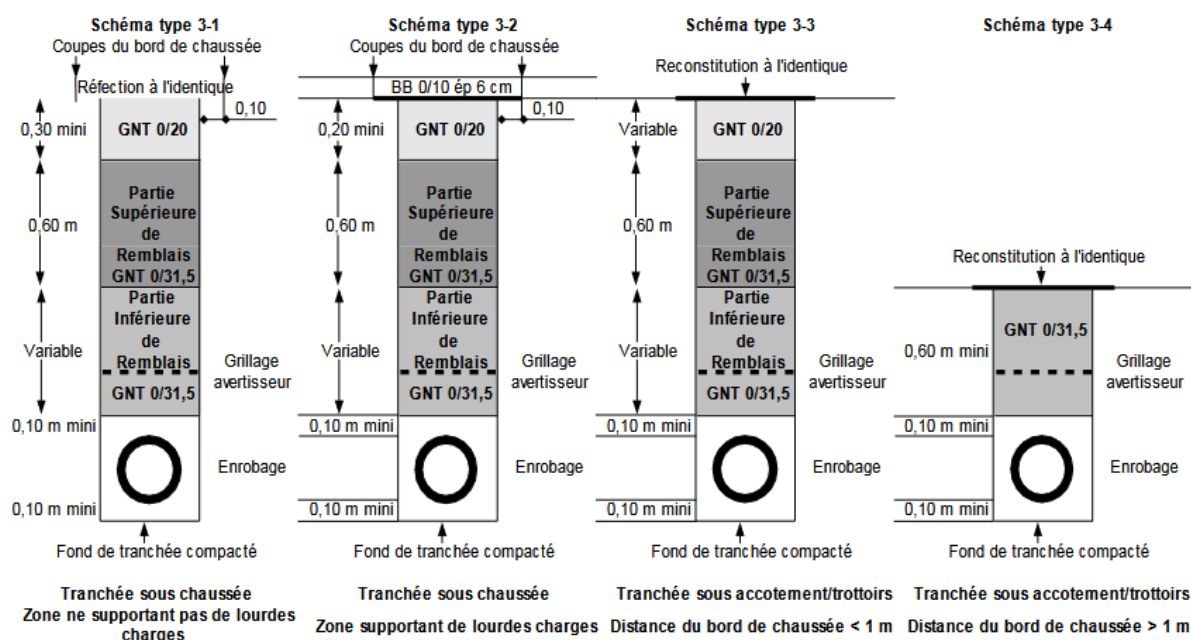 Schéma type 3-1
Coupes du bord de chaussée
Réfection à l'identique
0,10
0,30 mini
GNT 0/20
0,60 m
Partie
Supérieure
de
Remblais
GNT 0/31,5
Variable
Partie
Inférieure
de
Remblais
GNT 0/31,5
Grillage
avertisseur
0,10 m mini
Enrobage
0,10 m mini
Fond de tranchée compacté
Tranchée sous chaussée
Zone ne supportant pas de lourdes
charges
Schéma type 3-2
Coupes du bord de chaussée
BB 0/10 ép 6 cm
0,10
0,20 mini
GNT 0/20
0,60 m
Partie
Supérieure
de
Remblais
GNT 0/31,5
Variable
Partie
Inférieure
de
Remblais
GNT 0/31,5
Grillage
avertisseur
0,10 m mini
Enrobage
0,10 m mini
Fond de tranchée compacté
Tranchée sous chaussée
Zone supportant de lourdes charges
Schéma type 3-3
Reconstitution à l'identique
Variable
GNT 0/20
0,60 m
Partie
Supérieure
de
Remblais
GNT 0/31,5
Variable
Partie
Inférieure
de
Remblais
GNT 0/31,5
Grillage
avertisseur
0,10 m mini
Enrobage
0,10 m mini
Fond de tranchée compacté
Tranchée sous accotement/trottoirs
Distance du bord de chaussée < 1 m
Schéma type 3-4
Reconstitution à l'identique
GNT 0/31,5
0,60 m mini
Grillage
avertisseur
0,10 m mini
Enrobage
0,10 m mini
Fond de tranchée compacté
Tranchée sous accotement/trottoirs
Distance du bord de chaussée > 1 m